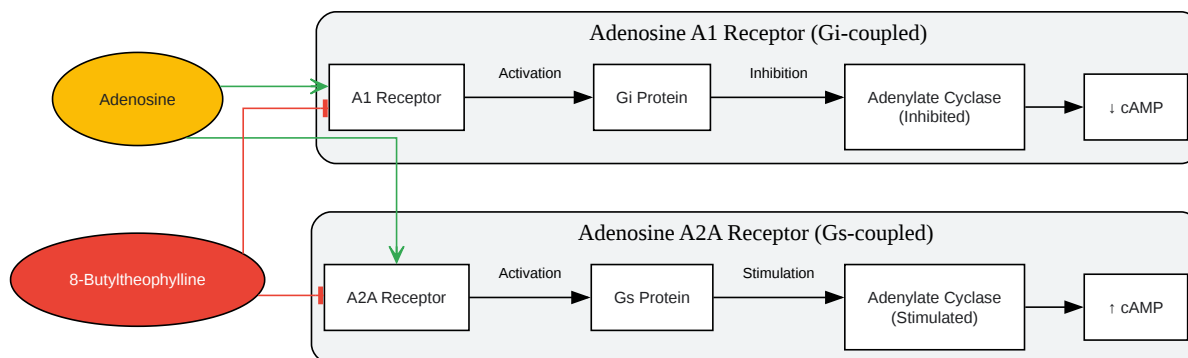 Adenosine A1 Receptor (Gi-coupled)
Adenosine
A1 Receptor
Activation
Gi Protein
Inhibition
Adenylate Cyclase
(Inhibited)
↓ cAMP
Adenosine A2A Receptor (Gs-coupled)
8-Butyltheophylline
A2A Receptor
Activation
Gs Protein
Stimulation
Adenylate Cyclase
(Stimulated)
↑ cAMP